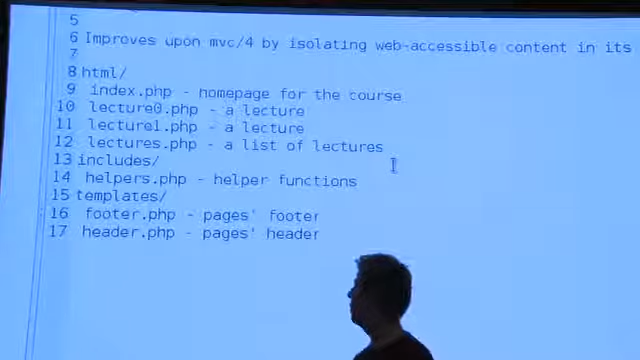 5
6 Improves upon mvc/4 by isolating web-accessible content in its
7
8 html/
9 index.php - homepage for the course
10 lecture0.php - a lecture
11 lecture1.php - a lecture
12 lectures.php - a list of lectures
13 includes/
14 helpers.php - helper functions
15 templates/
16 footer.php - pages' footer
17 header.php - pages' header